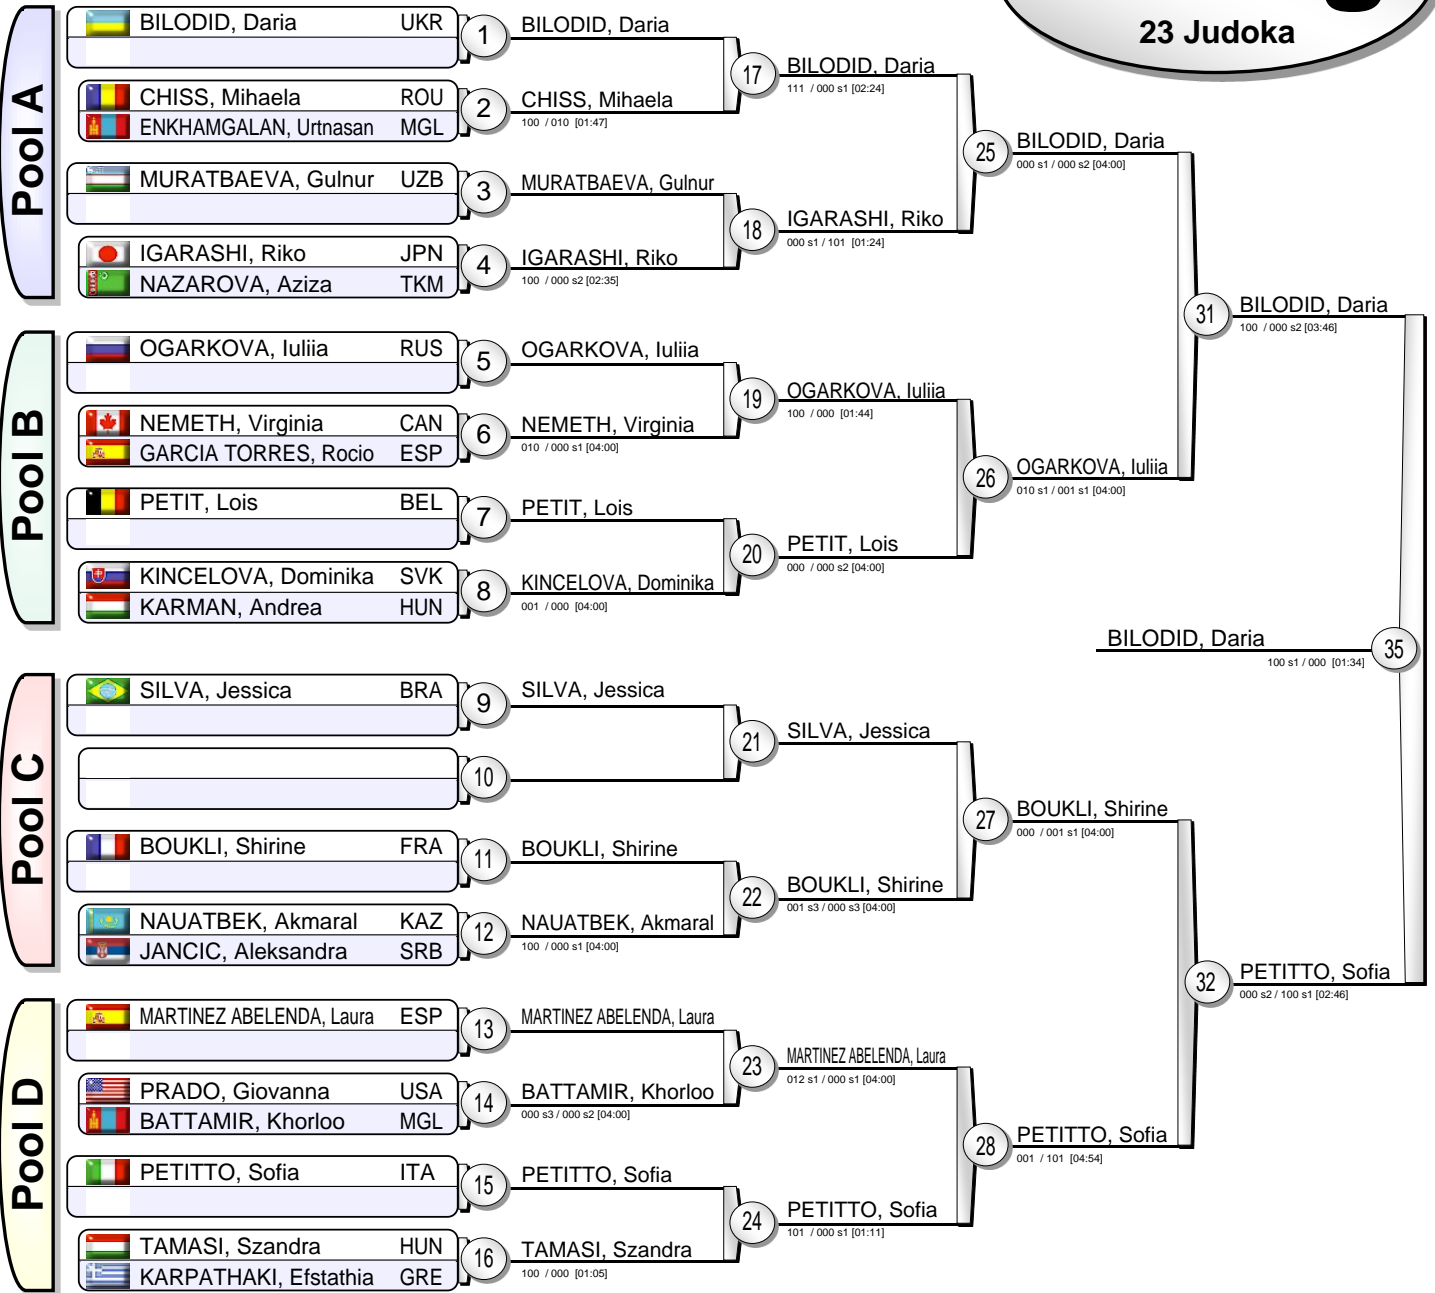 23 Judoka
Pool A
BILODID, Daria UKR
1
CHISS, Mihaela ROU
ENKHAMGALAN, Urtnasan MGL
2
MURATBAEVA, Gulnur UZB
3
IGARASHI, Riko JPN
NAZAROVA, Aziza TKM
4
Pool B
OGARKOVA, Iuliia RUS
5
NEMETH, Virginia CAN
GARCIA TORRES, Rocio ESP
6
PETIT, Lois BEL
7
KINCELOVA, Dominika SVK
KARMAN, Andrea HUN
8
Pool C
SILVA, Jessica BRA
9
10
BOUKLI, Shirine FRA
11
NAUATBEK, Akmaral KAZ
JANCIC, Aleksandra SRB
12
Pool D
MARTINEZ ABELENDA, Laura ESP
13
PRADO, Giovanna USA
BATTAMIR, Khorloo MGL
14
PETITTO, Sofia ITA
15
TAMASI, Szandra HUN
KARPATHAKI, Efstathia GRE
16
BILODID, Daria
CHISS, Mihaela
100 / 010 [01:47]
17
MURATBAEVA, Gulnur
IGARASHI, Riko
100 / 000 s2 [02:35]
18
OGARKOVA, Iuliia
NEMETH, Virginia
010 / 000 s1 [04:00]
19
PETIT, Lois
KINCELOVA, Dominika
001 / 000 [04:00]
20
SILVA, Jessica
21
BOUKLI, Shirine
NAUATBEK, Akmaral
100 / 000 s1 [04:00]
22
MARTINEZ ABELENDA, Laura
BATTAMIR, Khorloo
000 s3 / 000 s2 [04:00]
23
PETITTO, Sofia
TAMASI, Szandra
100 / 000 [01:05]
24
BILODID, Daria
111 / 000 s1 [02:24]
IGARASHI, Riko
000 s1 / 101 [01:24]
25
OGARKOVA, Iuliia
100 / 000 [01:44]
PETIT, Lois
000 / 000 s2 [04:00]
26
SILVA, Jessica
BOUKLI, Shirine
001 s3 / 000 s3 [04:00]
27
MARTINEZ ABELENDA, Laura
012 s1 / 000 s1 [04:00]
PETITTO, Sofia
101 / 000 s1 [01:11]
28
BILODID, Daria
000 s1 / 000 s2 [04:00]
OGARKOVA, Iuliia
010 s1 / 001 s1 [04:00]
31
BOUKLI, Shirine
000 / 001 s1 [04:00]
PETITTO, Sofia
001 / 101 [04:54]
32
BILODID, Daria
100 / 000 s2 [03:46]
PETITTO, Sofia
000 s2 / 100 s1 [02:46]
35
BILODID, Daria
100 s1 / 000 [01:34]